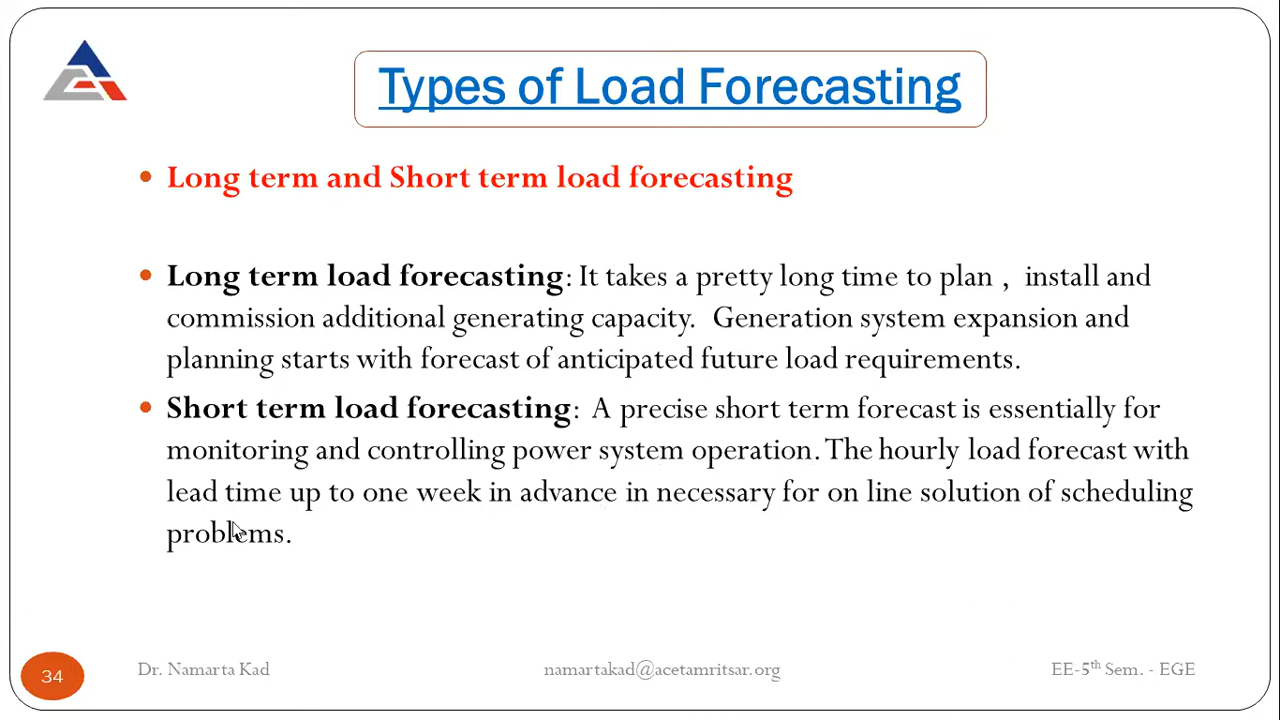 Types of Load Forecasting
• Long term and Short term load forecasting
• Long term load forecasting: It takes a pretty long time to plan , install and
commission additional generating capacity. Generation system expansion and
planning starts with forecast of anticipated future load requirements.
• Short term load forecasting: A precise short term forecast is essentially for
monitoring and controlling power system operation. The hourly load forecast with
lead time up to one week in advance in necessary for on line solution of scheduling
problems.
34
Dr. Namarta Kad
namartakad@acetamritsar.org
EE-5th Sem. - EGE